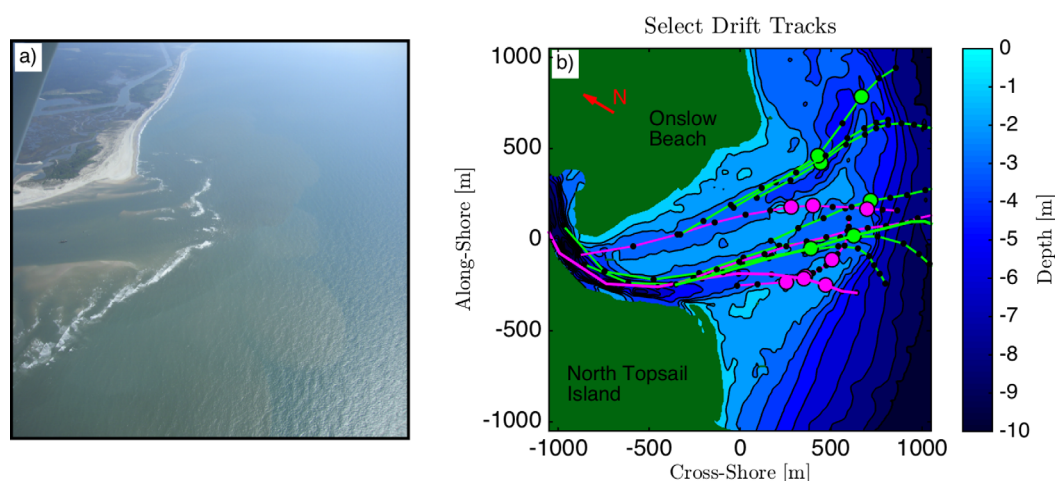 a)
Select Drift Tracks
b)
N
Onslow
Beach
North Topsail
Island
1000
500
0
-500
-1000
Along-Shore [m]
-1000
-500
0
500
1000
Cross-Shore [m]
0
-1
-2
-3
-4
-5
-6
-7
-8
-9
-10
Depth [m]